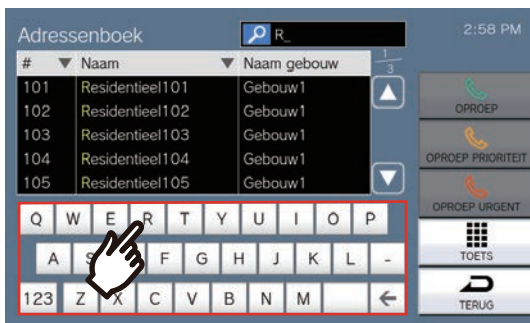 Adressenboek R_ 2:58 PM
# Naam Naam gebouw 1/3
101 Residentieel101 Gebouw1
102 Residentieel102 Gebouw1
103 Residentieel103 Gebouw1
104 Residentieel104 Gebouw1
105 Residentieel105 Gebouw1
OPROEP
OPROEP PRIORITEIT
OPROEP URGENT
TOETS
TERUG
Q W E R T Y U I O P
A S F G H J K L -
123 Z X C V B N M ←